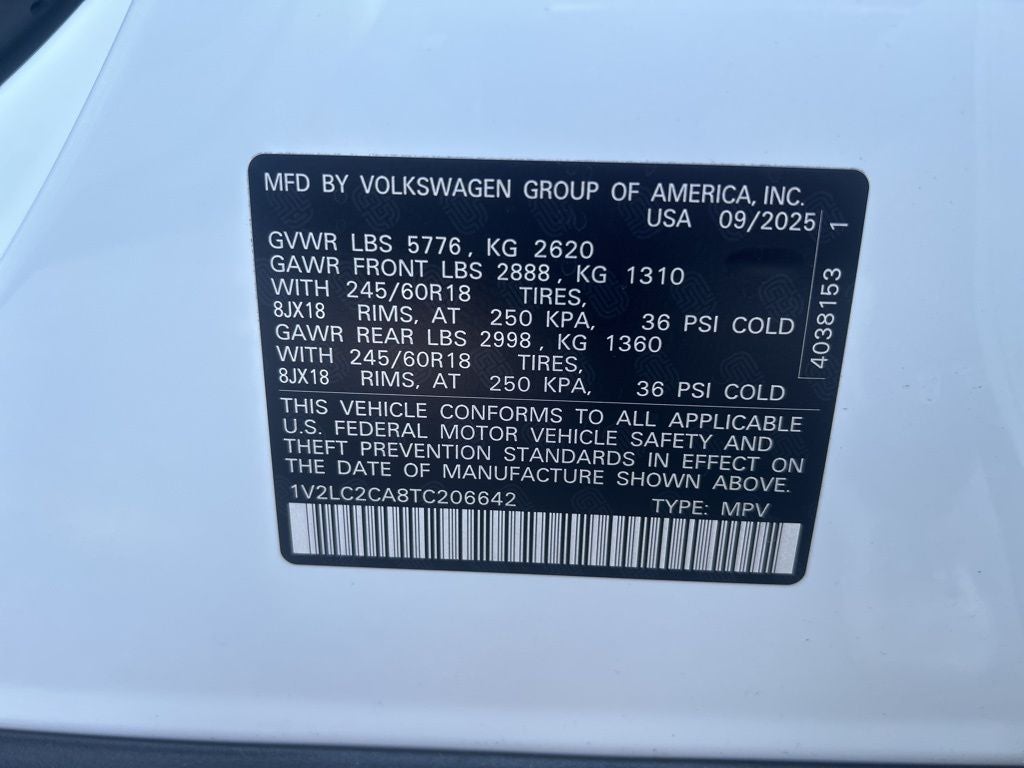 MFD BY VOLKSWAGEN GROUP OF AMERICA, INC.
USA 09/2025
GVWR LBS 5776, KG 2620
GAWR FRONT LBS 2888, KG 1310
WITH 245/60R18 TIRES,
8JX18 RIMS, AT 250 KPA, 36 PSI COLD
GAWR REAR LBS 2998, KG 1360
WITH 245/60R18 TIRES,
8JX18 RIMS, AT 250 KPA, 36 PSI COLD
4038153 1
THIS VEHICLE CONFORMS TO ALL APPLICABLE
U.S. FEDERAL MOTOR VEHICLE SAFETY AND
THEFT PREVENTION STANDARDS IN EFFECT ON
THE DATE OF MANUFACTURE SHOWN ABOVE.
1V2LC2CA8TC206642 TYPE: MPV